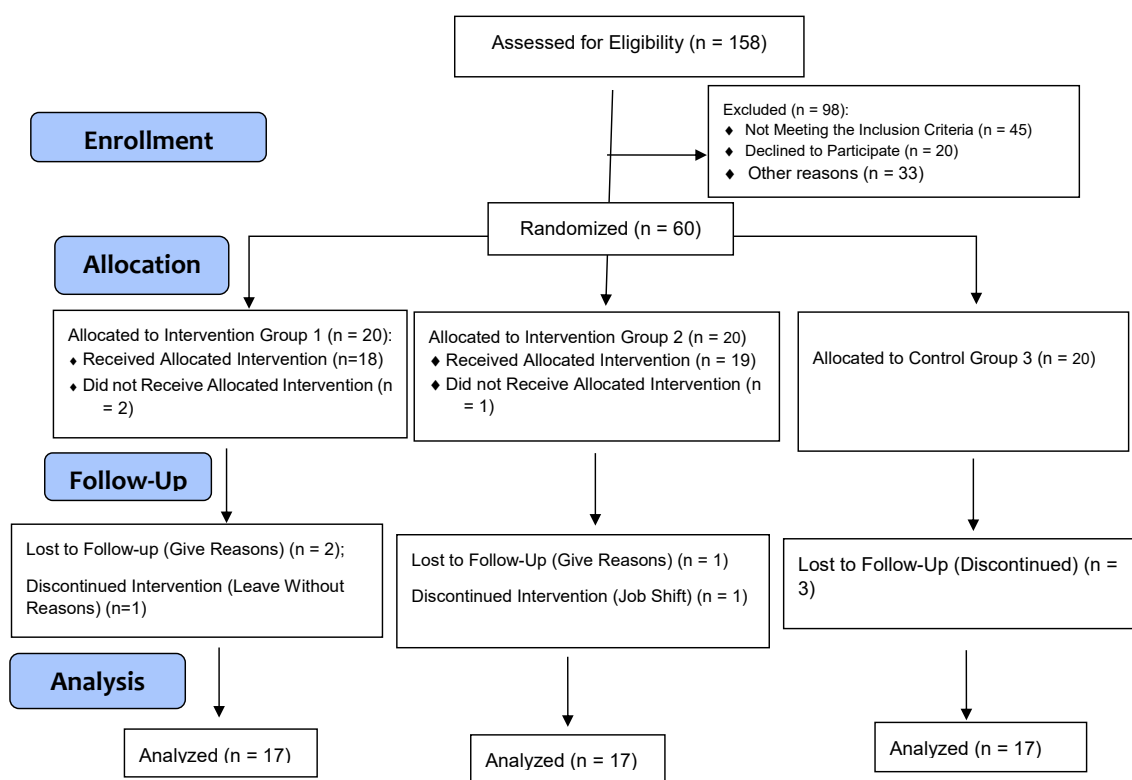 Assessed for Eligibility (n = 158)
Enrollment
Excluded (n = 98):
♦ Not Meeting the Inclusion Criteria (n = 45)
♦ Declined to Participate (n = 20)
♦ Other reasons (n = 33)
Randomized (n = 60)
Allocation
Allocated to Intervention Group 1 (n = 20):
♦ Received Allocated Intervention (n=18)
♦ Did not Receive Allocated Intervention (n
= 2)
Allocated to Intervention Group 2 (n = 20)
♦ Received Allocated Intervention (n = 19)
♦ Did not Receive Allocated Intervention (n
= 1)
Allocated to Control Group 3 (n = 20)
Follow-Up
Lost to Follow-up (Give Reasons) (n = 2);
Discontinued Intervention (Leave Without
Reasons) (n=1)
Lost to Follow-Up (Give Reasons) (n = 1)
Discontinued Intervention (Job Shift) (n = 1)
Lost to Follow-Up (Discontinued) (n =
3)
Analysis
Analyzed (n = 17)
Analyzed (n = 17)
Analyzed (n = 17)